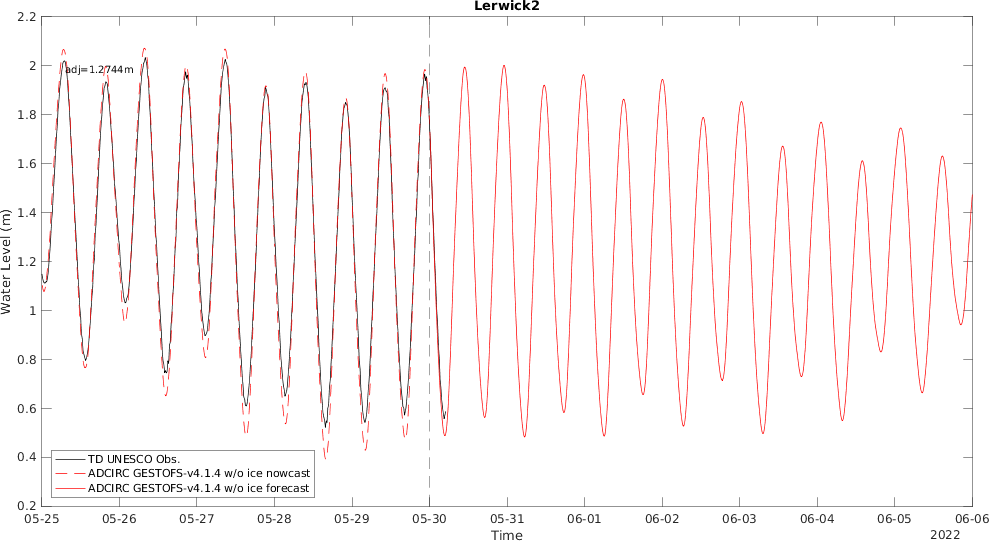 Lerwick2
2.2
2
1.8
1.6
1.4
1.2
1
0.8
0.6
0.4
0.2
Water Level (m)
adj=1.2744m
TD UNESCO Obs.
ADCIRC GESTOFS-v4.1.4 w/o ice nowcast
ADCIRC GESTOFS-v4.1.4 w/o ice forecast
05-25 05-26 05-27 05-28 05-29 05-30 05-31 06-01 06-02 06-03 06-04 06-05 06-06
Time
2022